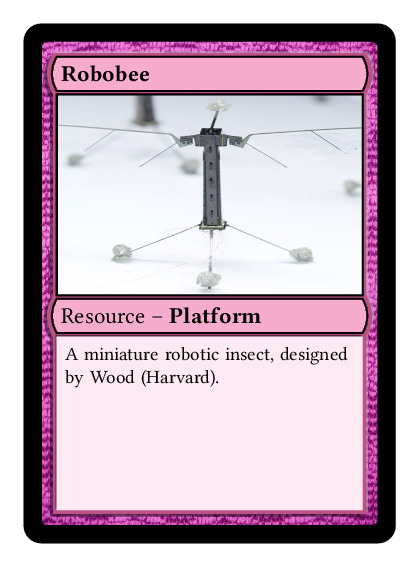 Robobee
Resource – Platform
A miniature robotic insect, designed
by Wood (Harvard).